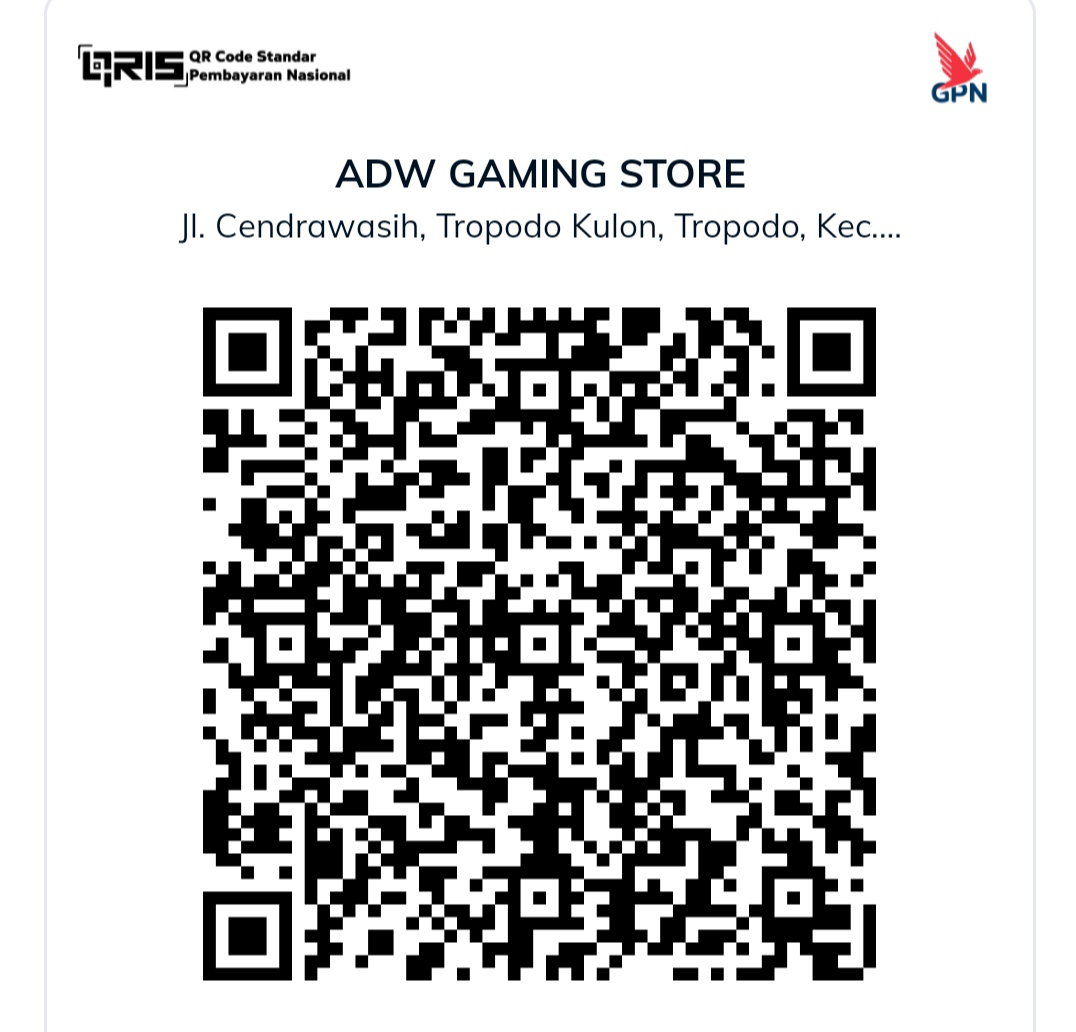 QRIS QR Code Standar
Pembayaran Nasional
GPN
ADW GAMING STORE
Jl. Cendrawasih, Tropodo Kulon, Tropodo, Kec....